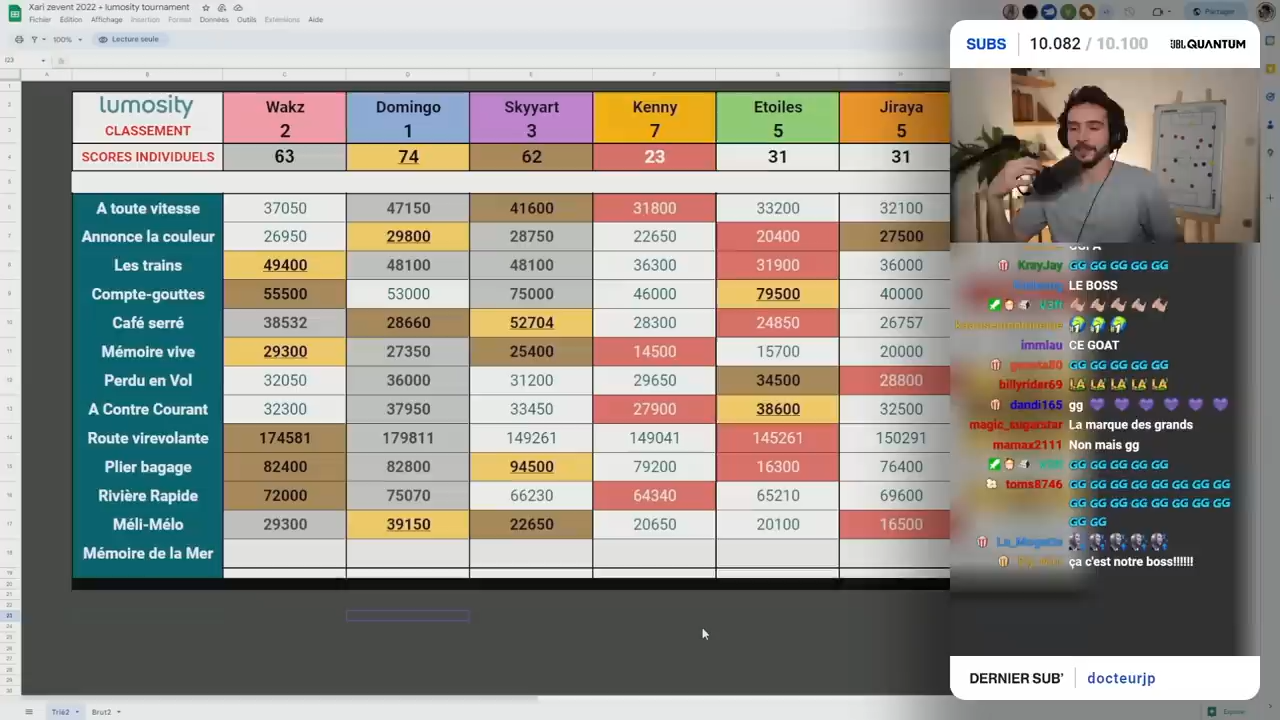 Xari zevent 2022 + lumosity tournament
Fichier Edition Affichage Insertion Format Données Outils Extensions Aide
Partager
100% Lecture seule
I23
A B C D E F G H
lumosity Wakz Domingo Skyyart Kenny Etoiles Jiraya
CLASSEMENT 2 1 3 7 5 5
SCORES INDIVIDUELS 63 74 62 23 31 31
A toute vitesse 37050 47150 41600 31800 33200 32100
Annonce la couleur 26950 29800 28750 22650 20400 27500
Les trains 49400 48100 48100 36300 31900 36000
Compte-gouttes 55500 53000 75000 46000 79500 40000
Café serré 38532 28660 52704 28300 24850 26757
Mémoire vive 29300 27350 25400 14500 15700 20000
Perdu en Vol 32050 36000 31200 29650 34500 28800
A Contre Courant 32300 37950 33450 27900 38600 32500
Route virevolante 174581 179811 149261 149041 145261 150291
Plier bagage 82400 82800 94500 79200 16300 76400
Rivière Rapide 72000 75070 66230 64340 65210 69600
Méli-Mélo 29300 39150 22650 20650 20100 16500
Mémoire de la Mer
Trié2 Brut2
Explorer
SUBS 10.082 / 10.100 JBL QUANTUM
KrayJay GG GG GG GG GG
LE BOSS
immiau CE GOAT
GG GG GG GG GG
billyrider69
dandi165 gg
magic_sugarstar La marque des grands
mamax2111 Non mais gg
GG GG GG GG GG
toms8746 GG GG GG GG GG GG GG GG
GG GG GG GG GG GG GG GG
GG GG
ça c'est notre boss!!!!!!
DERNIER SUB' docteurjp